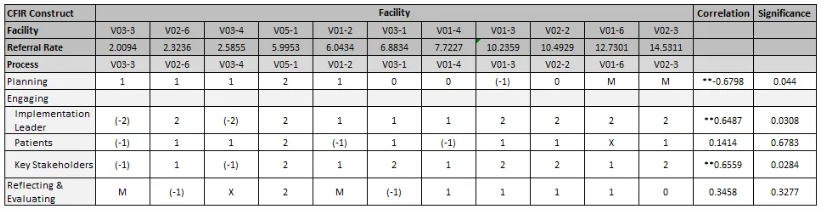 CFIR Construct Facility Correlation Significance
Facility V03-3 V02-6 V03-4 V05-1 V01-2 V03-1 V01-4 V01-3 V02-2 V01-6 V02-3
Referral Rate 2.0094 2.3236 2.5855 5.9953 6.0434 6.8834 7.7227 10.2359 10.4929 12.7301 14.5311
Process V03-3 V02-6 V03-4 V05-1 V01-2 V03-1 V01-4 V01-3 V02-2 V01-6 V02-3
Planning 1 1 1 2 1 0 0 (-1) 0 M M **-0.6798 0.044
Engaging
Implementation Leader (-2) 2 (-2) 2 1 1 1 2 2 2 2 **0.6487 0.0308
Patients (-1) 1 1 2 (-1) 1 (-1) 1 1 X 1 0.1414 0.6783
Key Stakeholders (-1) 1 (-1) 2 1 2 1 2 2 1 2 **0.6559 0.0284
Reflecting & Evaluating M (-1) X 2 M (-1) 1 1 1 1 0 0.3458 0.3277